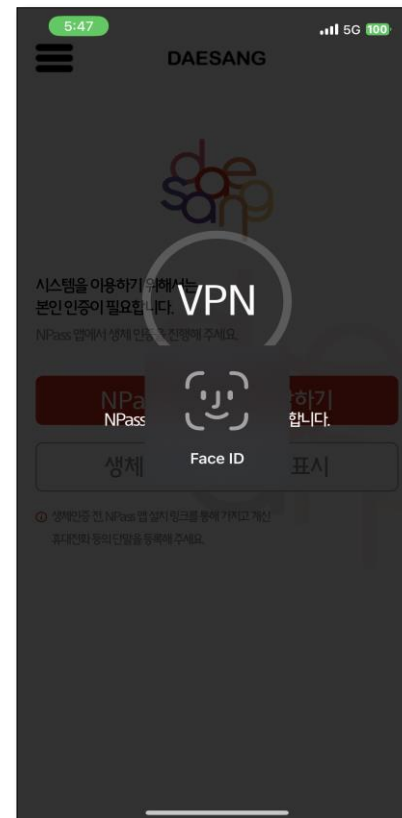 5:47
5G 100
DAESANG
daesang
시스템을 이용하기 위해서는
본인 인증이 필요합니다.
VPN
NPass 앱에서 생체 인증을 진행해 주세요.
NPa 하기
NPass 합니다.
Face ID
생체 표시
생체인증 전, NPass 앱 설치 링크를 통해 가지고 계신
휴대전화 등의 단말을 등록해 주세요.